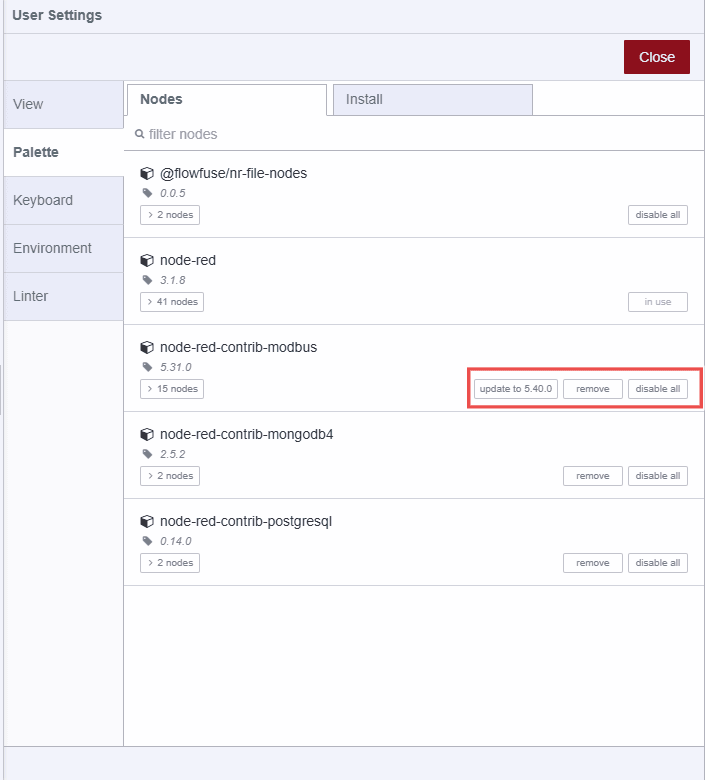 User Settings
Close
View
Palette
Keyboard
Environment
Linter
Nodes
Install
filter nodes
@flowfuse/nr-file-nodes
0.0.5
2 nodes
disable all
node-red
3.1.8
41 nodes
in use
node-red-contrib-modbus
5.31.0
15 nodes
update to 5.40.0
remove
disable all
node-red-contrib-mongodb4
2.5.2
2 nodes
remove
disable all
node-red-contrib-postgresql
0.14.0
2 nodes
remove
disable all